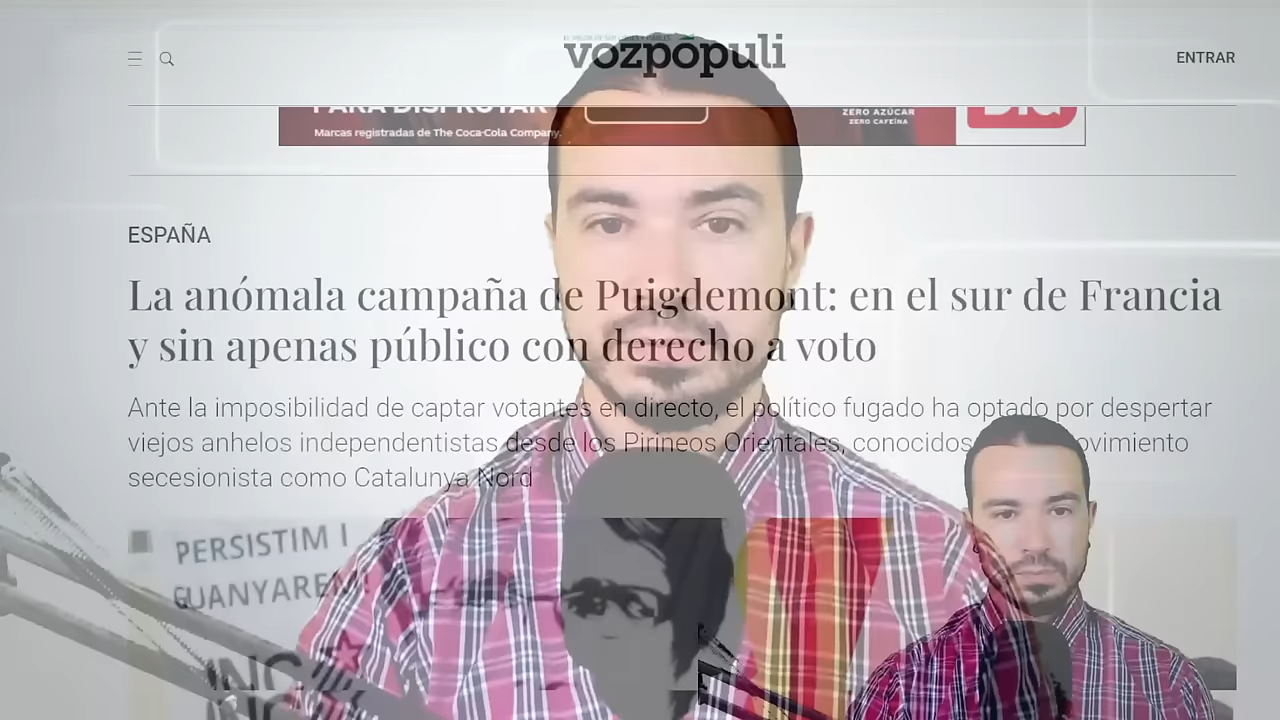 vozpopuli
ENTRAR
PARA DISFRUTAR
Marcas registradas de The Coca-Cola Company.
ZERO AZÚCAR
ZERO CAFEÍNA
ESPAÑA
La anómala campaña de Puigdemont: en el sur de Francia
y sin apenas público con derecho a voto
Ante la imposibilidad de captar votantes en directo, el político fugado ha optado por despertar
viejos anhelos independentistas desde los Pirineos Orientales, conocidos
secesionista como Catalunya Nord
PERSISTIM I
GUANYAREM!